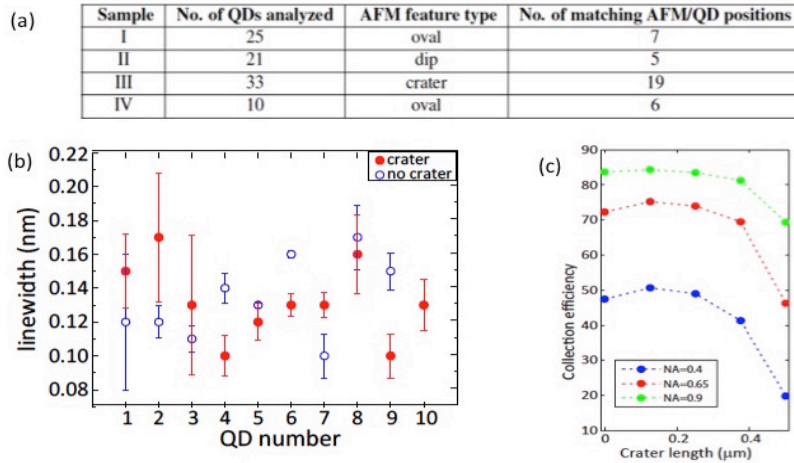 (a)
Sample No. of QDs analyzed AFM feature type No. of matching AFM/QD positions
I 25 oval 7
II 21 dip 5
III 33 crater 19
IV 10 oval 6
(b)
crater
no crater
0.22
0.20
0.18
0.16
0.14
0.12
0.10
0.08
linewidth (nm)
1 2 3 4 5 6 7 8 9 10
QD number
(c)
90
80
70
60
50
40
30
20
10
Collection efficiency
NA=0.4
NA=0.65
NA=0.9
0 0.2 0.4
Crater length (μm)